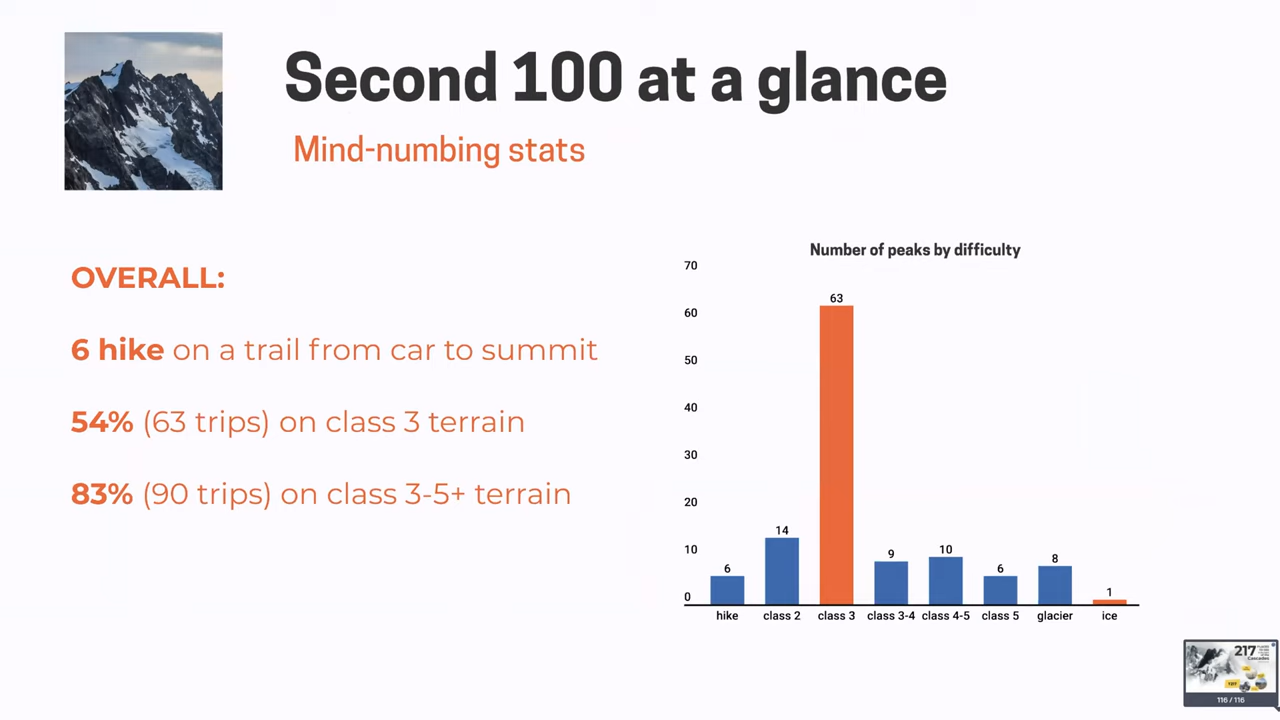 Second 100 at a glance
Mind-numbing stats
OVERALL:
6 hike on a trail from car to summit
54% (63 trips) on class 3 terrain
83% (90 trips) on class 3-5+ terrain
Number of peaks by difficulty
70
60
50
40
30
20
10
0
6
14
63
9
10
6
8
1
hike
class 2
class 3
class 3-4
class 4-5
class 5
glacier
ice
217
Cascades
116 / 116